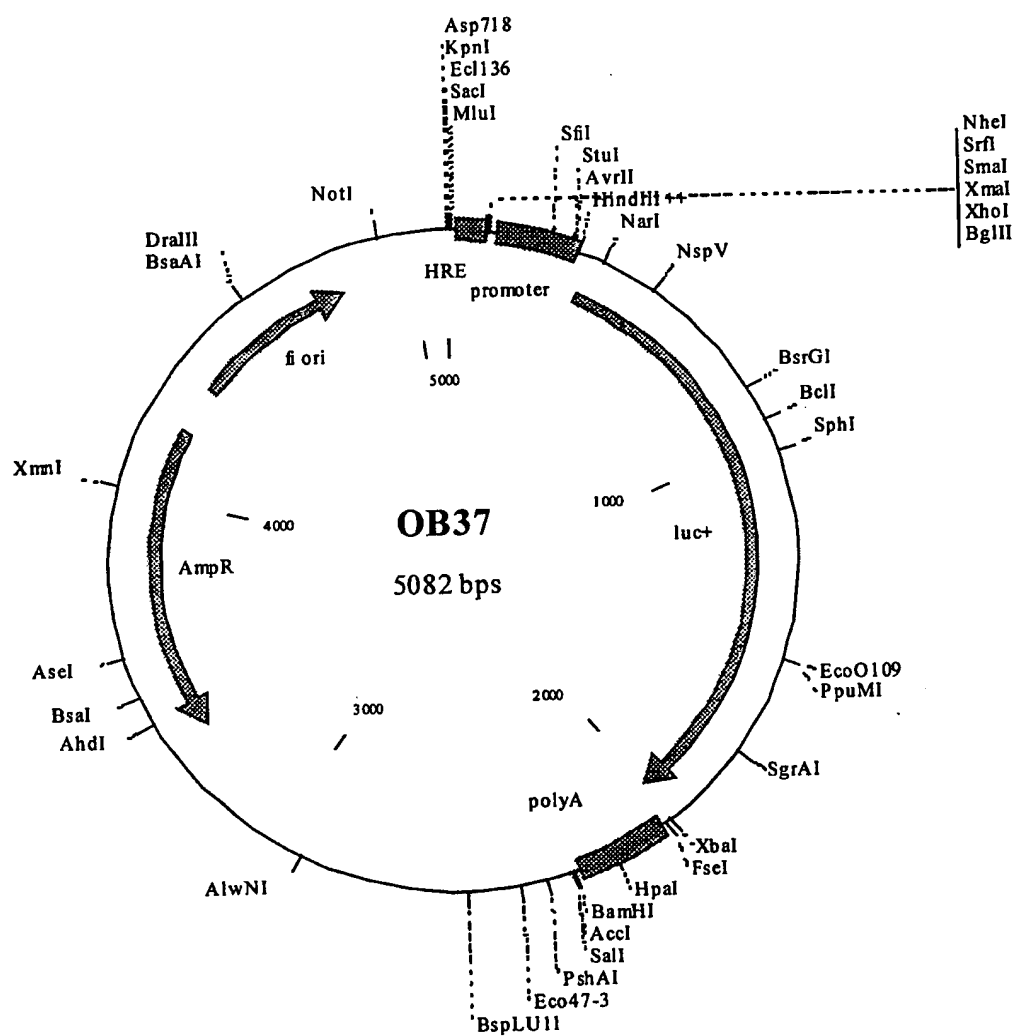 Asp718
KpnI
Ecl136
SacI
MluI
SfiI
StuI
AvrII
HindIII ++
NarI
NspV
NheI
SrfI
SmaI
XmaI
XhoI
BglII
NotI
DraIII
BsaAI
HRE
promoter
fi ori
5000
BsrGI
BclI
SphI
XmnI
1000
4000
OB37
luc+
AmpR
5082 bps
AseI
EcoO109
PpuMI
BsaI
AhdI
3000
2000
SgrAI
polyA
XbaI
FseI
AlwNI
HpaI
BamHI
AccI
SalI
PshAI
Eco47-3
BspLU11